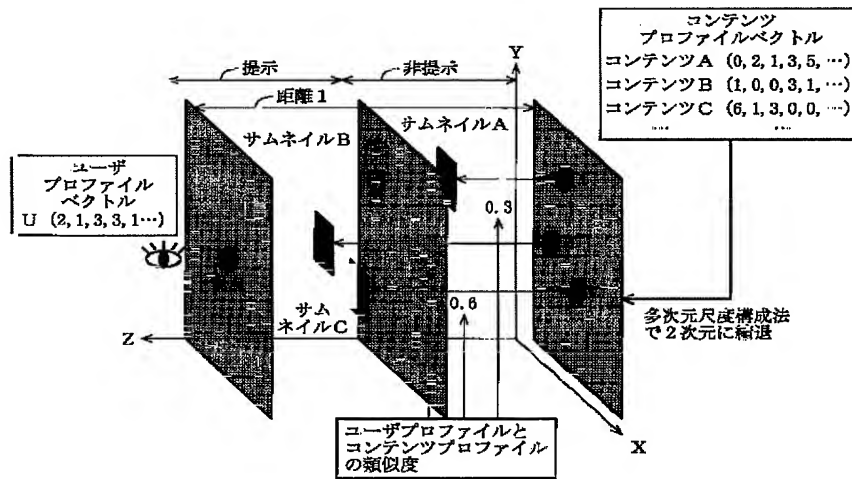 コンテンツ
プロファイルベクトル
コンテンツA (0, 2, 1, 3, 5, …)
コンテンツB (1, 0, 0, 3, 1, …)
コンテンツC (6, 1, 3, 0, 0, …)
… …
Y
提示
非提示
距離1
サムネイルA
サムネイルB
ユーザ
プロファイル
ベクトル
U (2, 1, 3, 3, 1…)
0.3
0.6
サム
ネイルC
Z
多次元尺度構成法
で2次元に縮退
ユーザプロファイルと
コンテンツプロファイル
の類似度
X